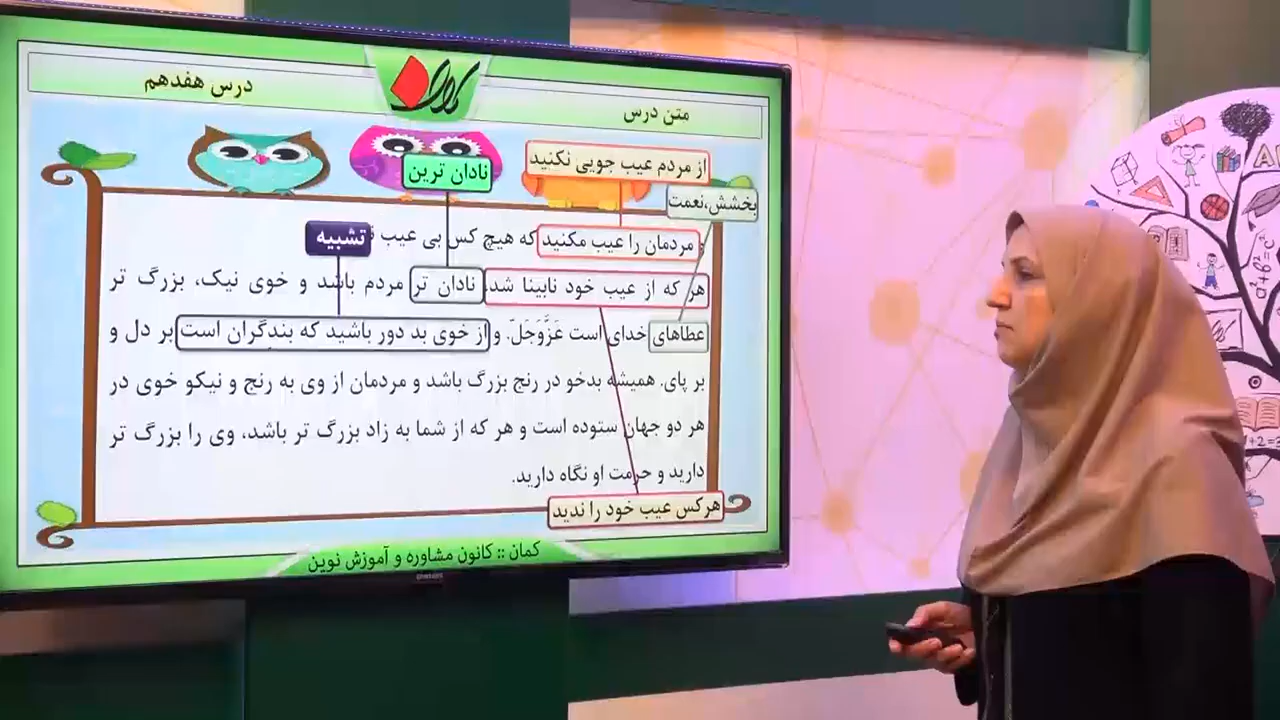 متن درس
درس هفدهم
از مردم عیب جویی نکنید
نادان ترین
بخشش،نعمت
تشبیه
و مردمان را عیب مکنید که هیچ کس بی عیب
هر که از عیب خود نابینا شد، نادان تر مردم باشد و خوی نیک، بزرگ تر
عطاهای خدای است عَزَّوَجَلّ. و از خوی بد دور باشید که بندگران است بر دل و
بر پای. همیشه بدخو در رنج بزرگ باشد و مردمان از وی به رنج و نیکو خوی در
هر دو جهان ستوده است و هر که از شما به زاد بزرگ تر باشد، وی را بزرگ تر
دارید و حرمت او نگاه دارید.
هرکس عیب خود را ندید
کمان :: کانون مشاوره و آموزش نوین